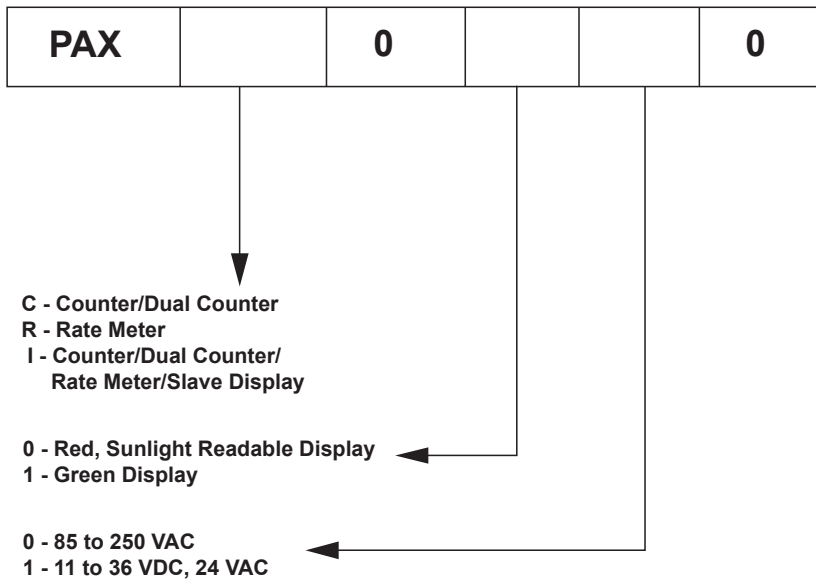 PAX 0 0
C - Counter/Dual Counter
R - Rate Meter
I - Counter/Dual Counter/
Rate Meter/Slave Display
0 - Red, Sunlight Readable Display
1 - Green Display
0 - 85 to 250 VAC
1 - 11 to 36 VDC, 24 VAC